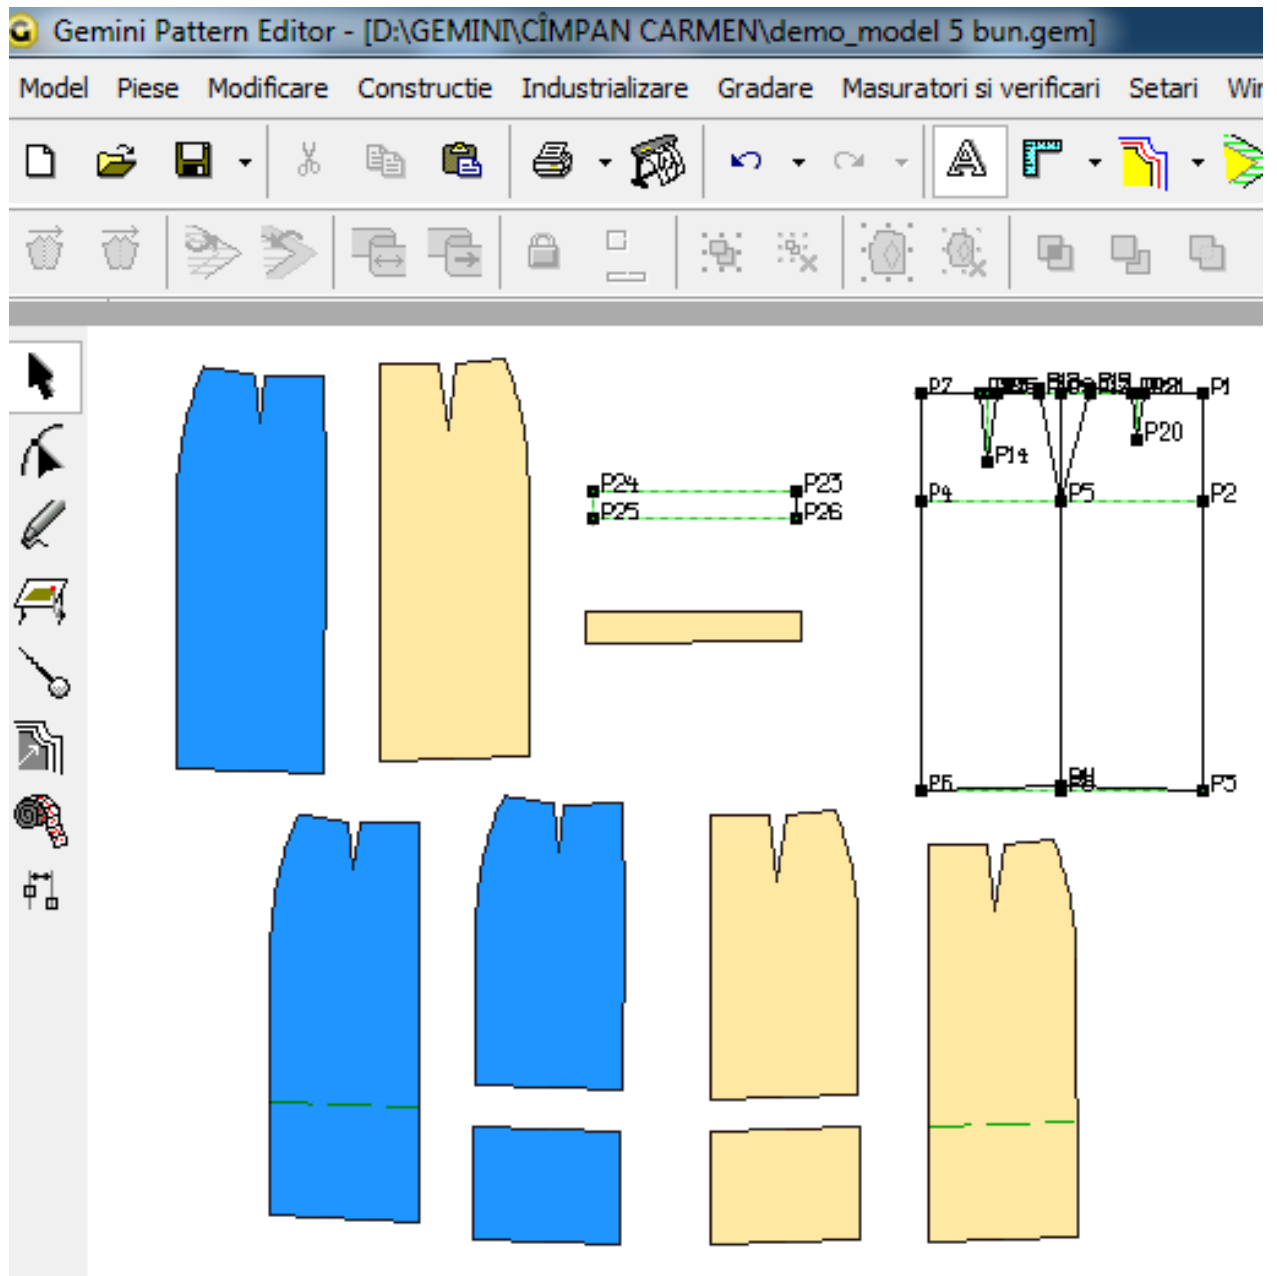 Gemini Pattern Editor - [D:\GEMINI\CÎMPAN CARMEN\demo_model 5 bun.gem]
Model Piese Modificare Constructie Industrializare Gradare Masuratori si verificari Setari
P7 P1
P20
P14
P24 P23
P4 P5 P2
P25 P26
P6 P3